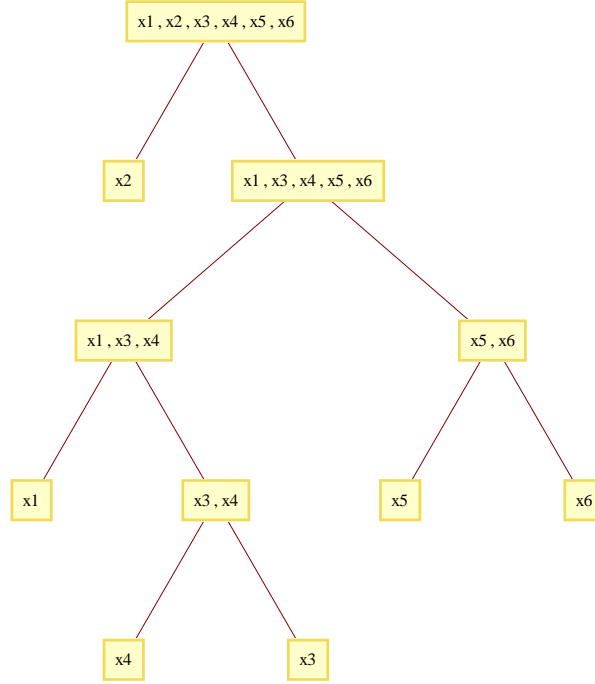 x1 , x2 , x3 , x4 , x5 , x6
x2
x1 , x3 , x4 , x5 , x6
x1 , x3 , x4
x5 , x6
x1
x3 , x4
x5
x6
x4
x3